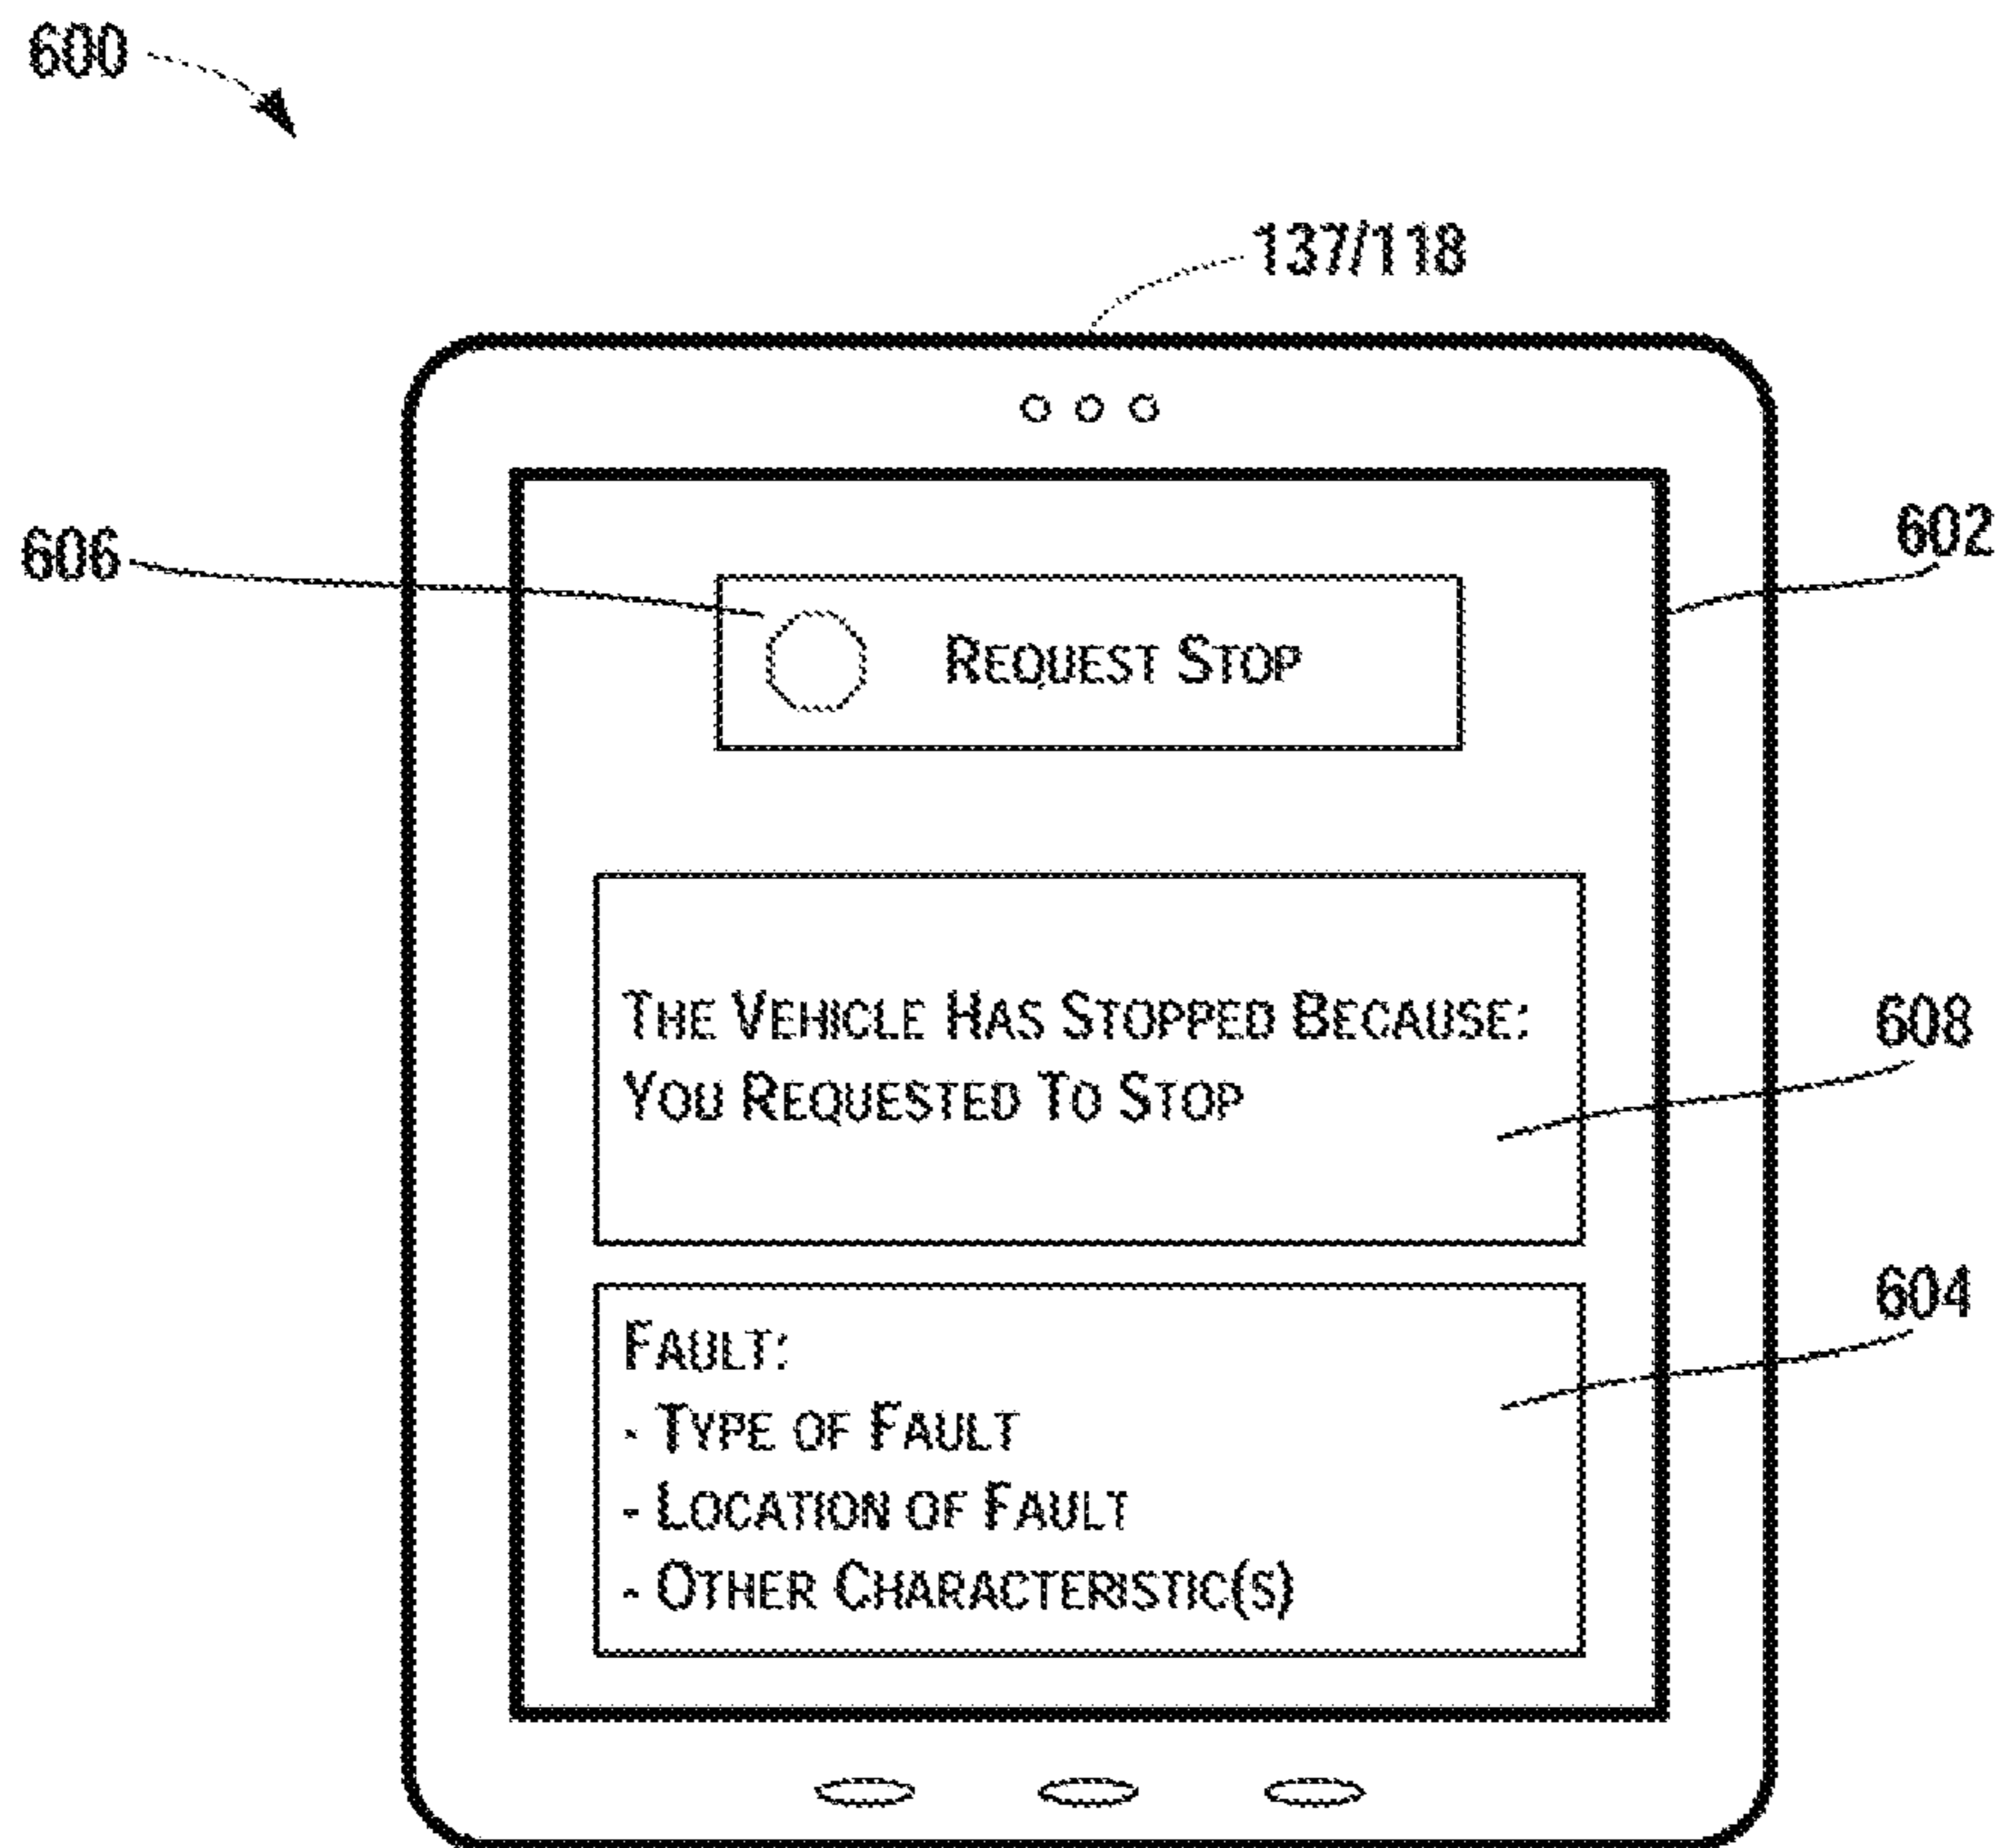 600
137/118
602
606
REQUEST STOP
THE VEHICLE HAS STOPPED BECAUSE:
YOU REQUESTED TO STOP
608
604
FAULT:
- TYPE OF FAULT
- LOCATION OF FAULT
- OTHER CHARACTERISTIC(S)